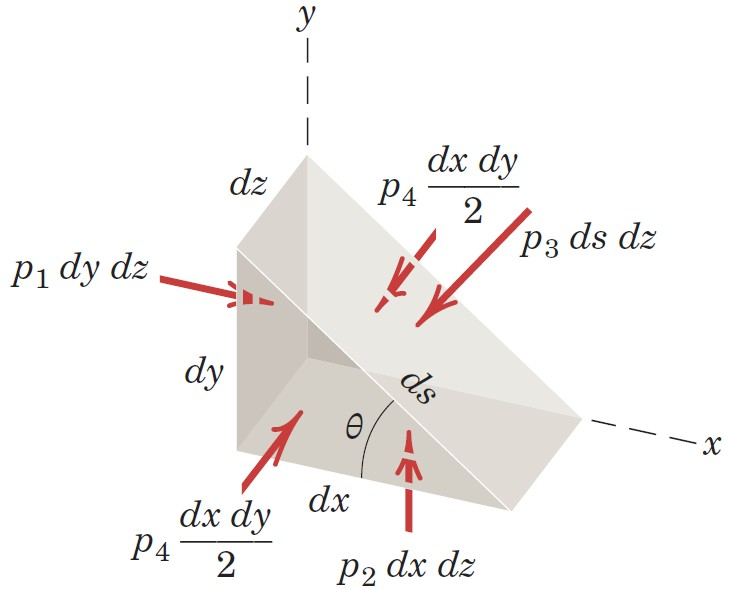 y
dz
p₄ dx dy / 2
p₃ ds dz
p₁ dy dz
dy
ds
θ
x
dx
p₄ dx dy / 2
p₂ dx dz